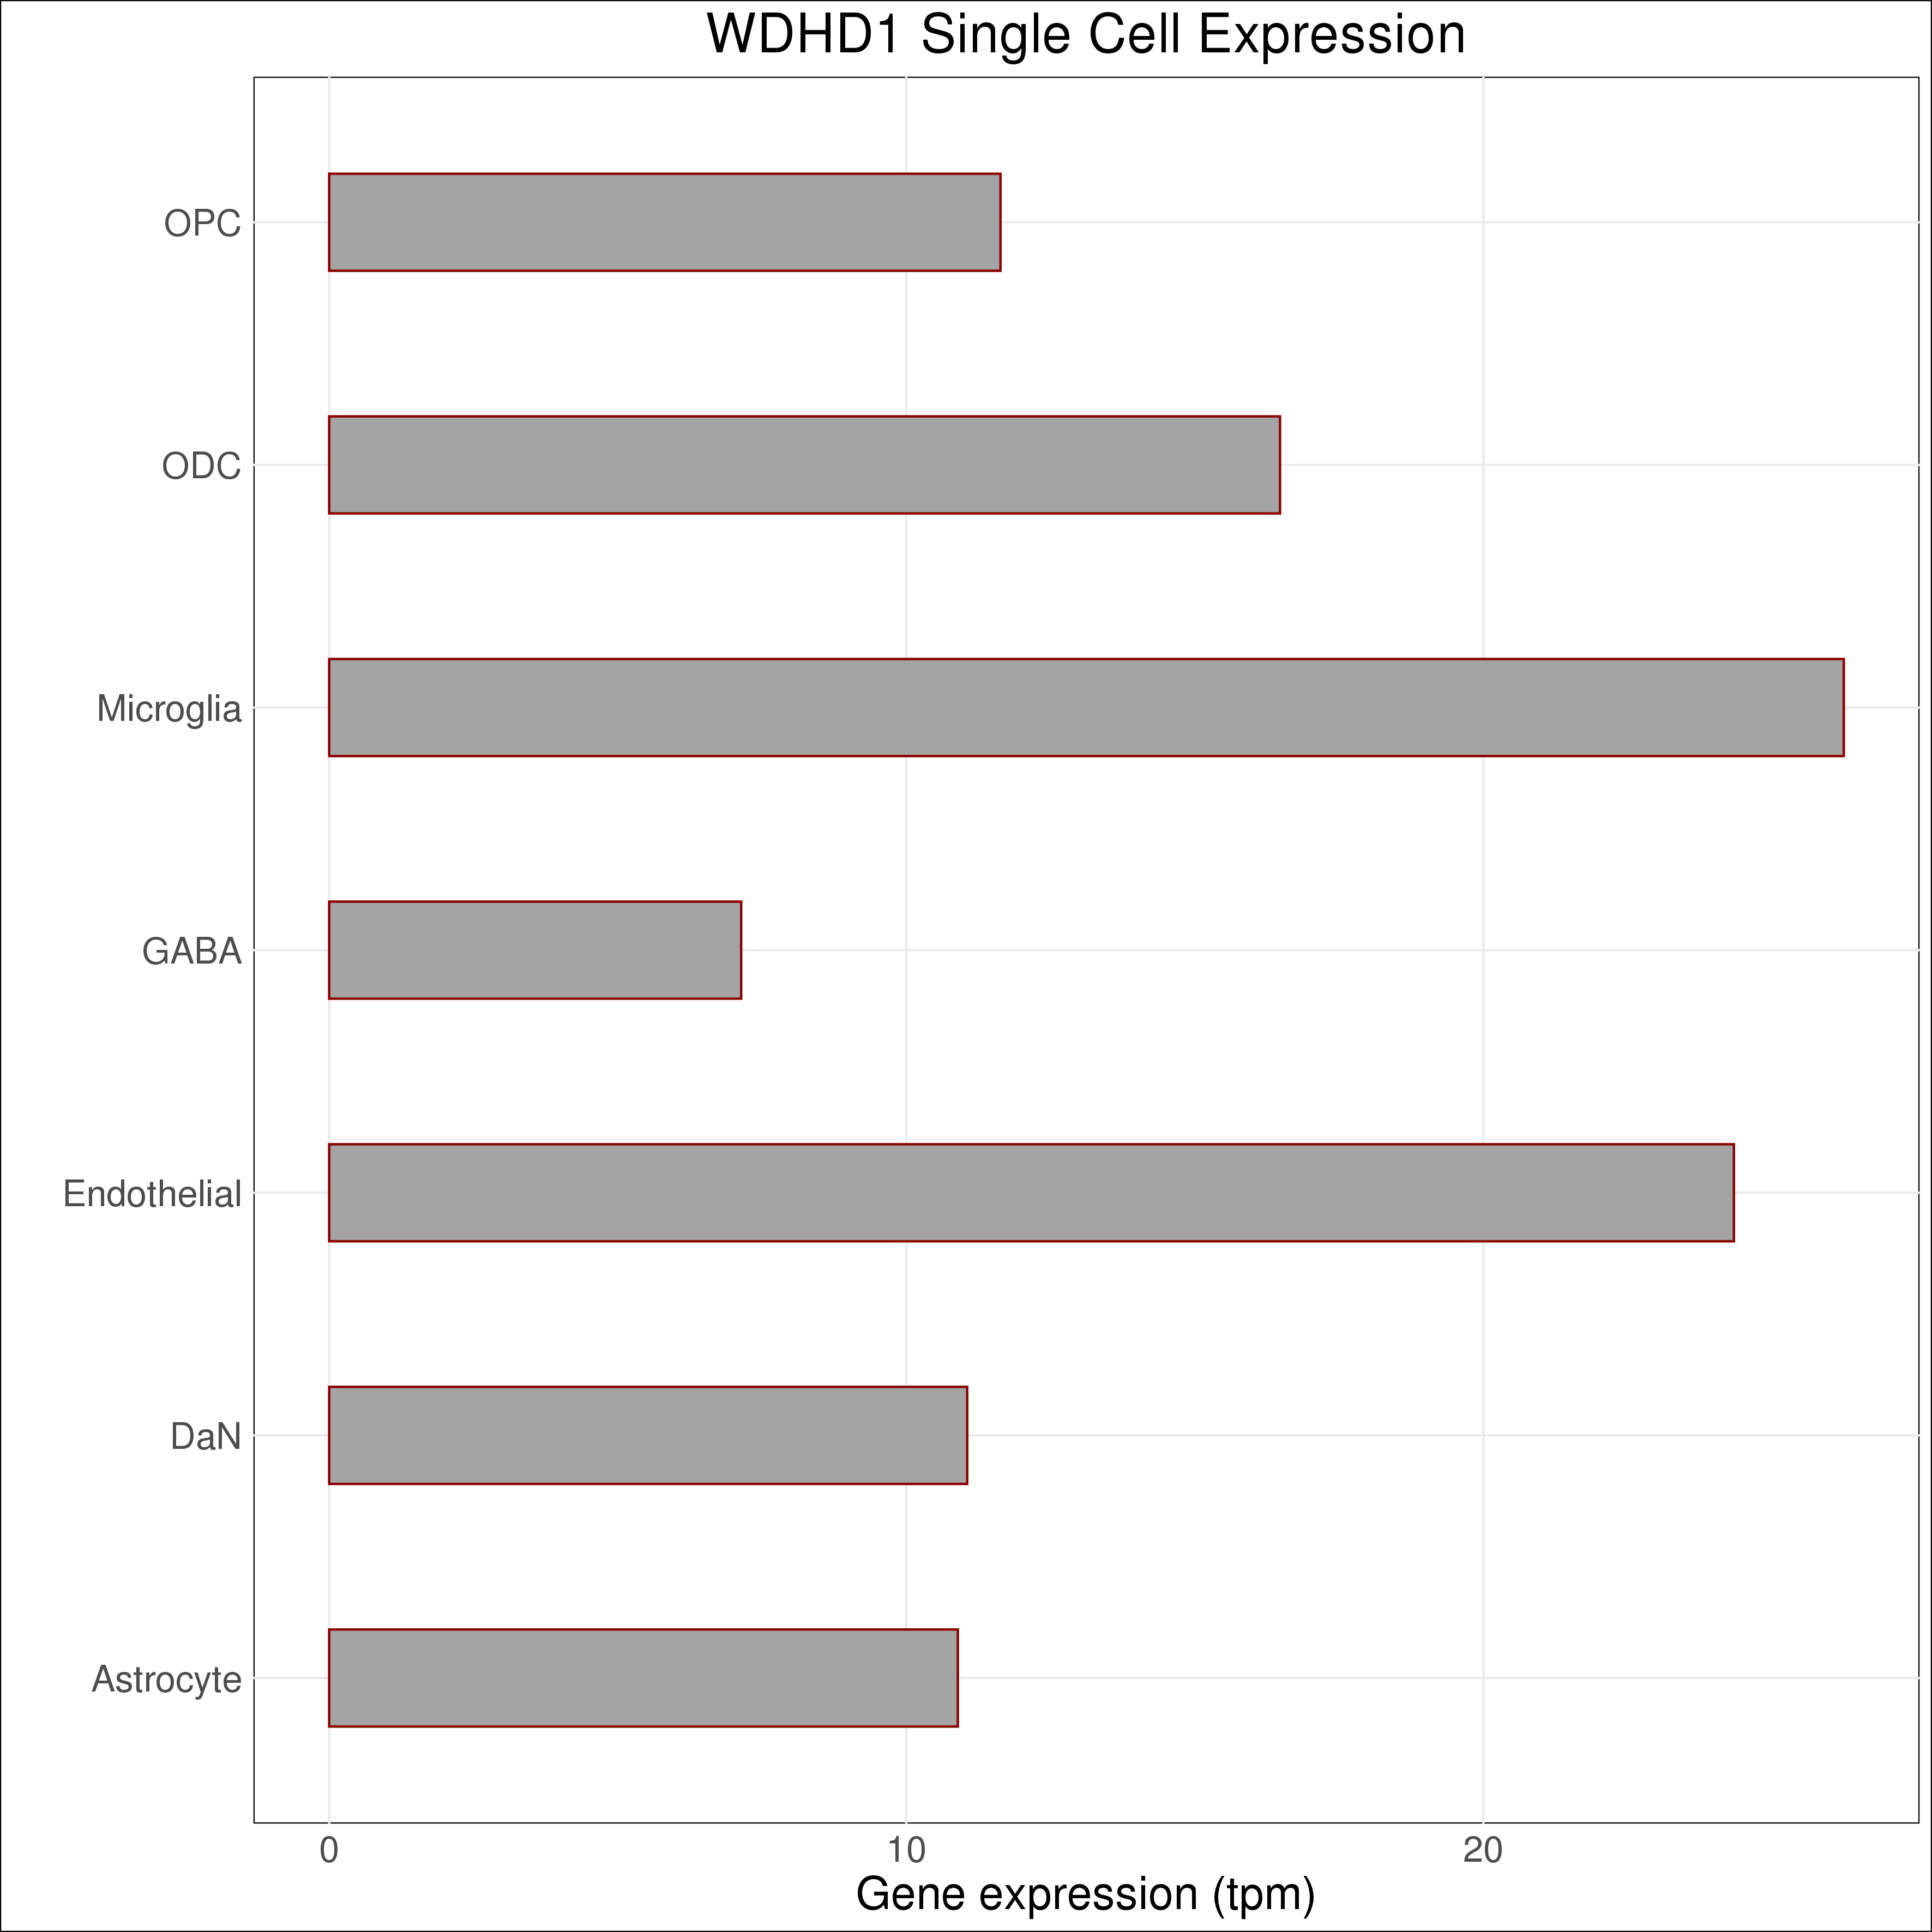 WDHD1 Single Cell Expression
OPC
ODC
Microglia
GABA
Endothelial
DaN
Astrocyte
0 10 20
Gene expression (tpm)